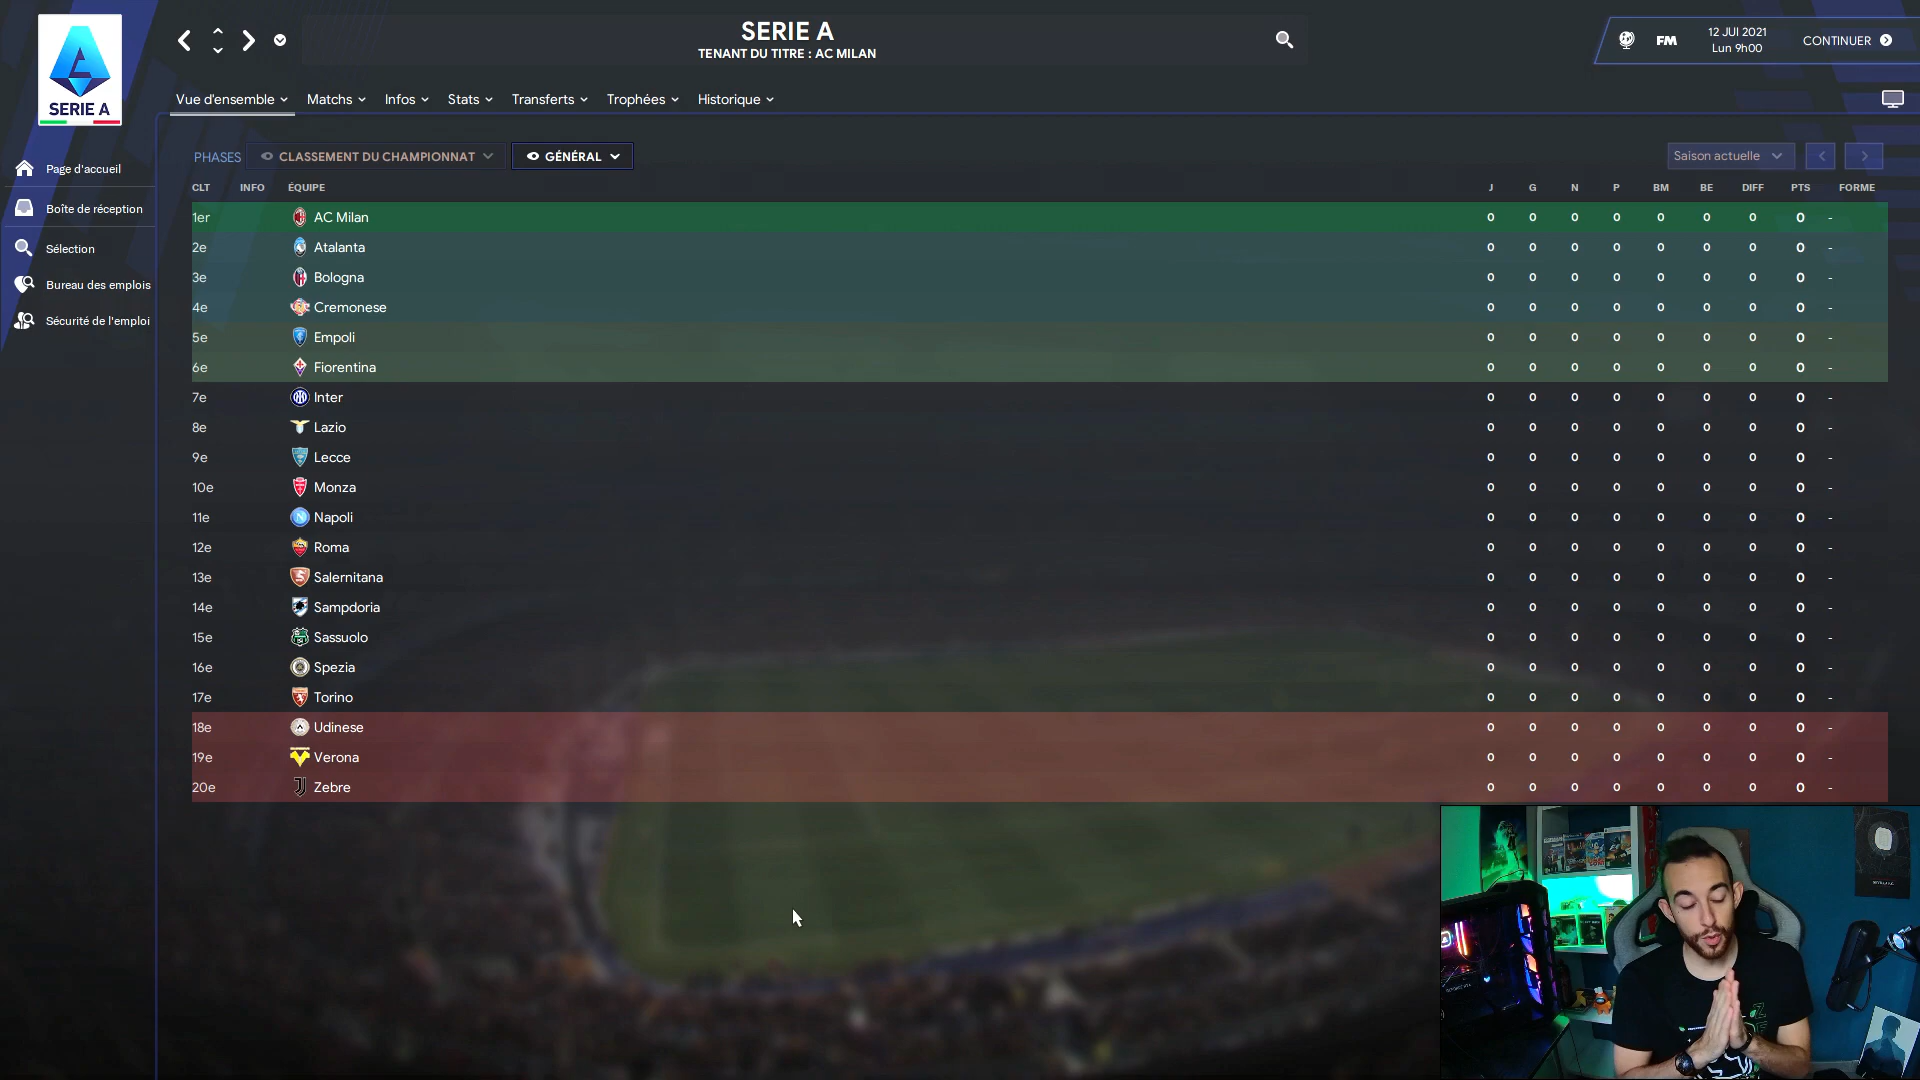 SERIE A
TENANT DU TITRE : AC MILAN
FM
12 JUI 2021
Lun 9h00
CONTINUER
SERIE A
Vue d'ensemble
Matchs
Infos
Stats
Transferts
Trophées
Historique
Page d'accueil
Boîte de réception
Sélection
Bureau des emplois
Sécurité de l'emploi
PHASES
CLASSEMENT DU CHAMPIONNAT
GÉNÉRAL
Saison actuelle
CLT INFO ÉQUIPE J G N P BM BE DIFF PTS FORME
1er AC Milan 0 0 0 0 0 0 0 0 -
2e Atalanta 0 0 0 0 0 0 0 0 -
3e Bologna 0 0 0 0 0 0 0 0 -
4e Cremonese 0 0 0 0 0 0 0 0 -
5e Empoli 0 0 0 0 0 0 0 0 -
6e Fiorentina 0 0 0 0 0 0 0 0 -
7e Inter 0 0 0 0 0 0 0 0 -
8e Lazio 0 0 0 0 0 0 0 0 -
9e Lecce 0 0 0 0 0 0 0 0 -
10e Monza 0 0 0 0 0 0 0 0 -
11e Napoli 0 0 0 0 0 0 0 0 -
12e Roma 0 0 0 0 0 0 0 0 -
13e Salernitana 0 0 0 0 0 0 0 0 -
14e Sampdoria 0 0 0 0 0 0 0 0 -
15e Sassuolo 0 0 0 0 0 0 0 0 -
16e Spezia 0 0 0 0 0 0 0 0 -
17e Torino 0 0 0 0 0 0 0 0 -
18e Udinese 0 0 0 0 0 0 0 0 -
19e Verona 0 0 0 0 0 0 0 0 -
20e Zebre 0 0 0 0 0 0 0 0 -